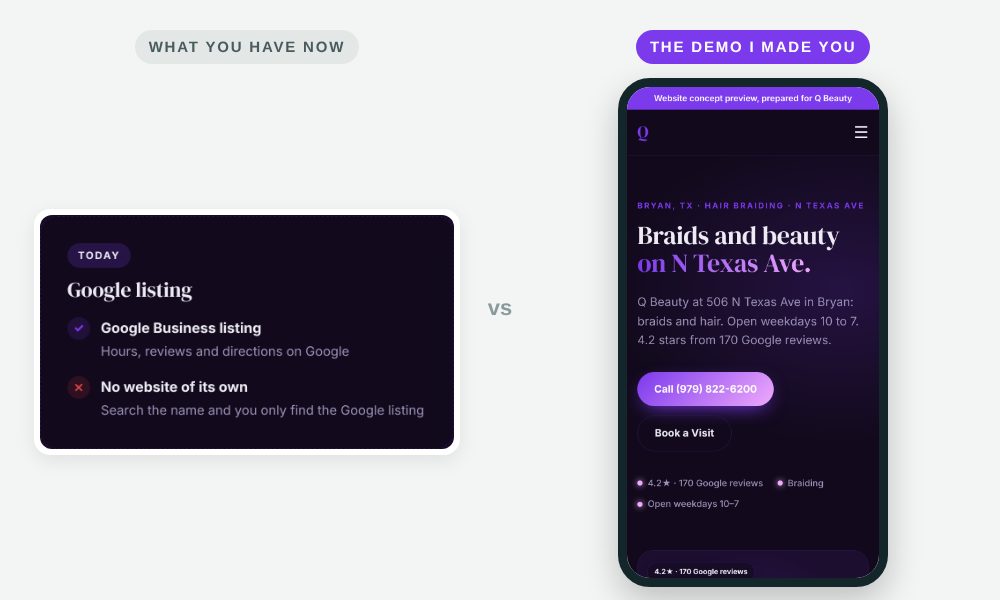 WHAT YOU HAVE NOW
TODAY
Google listing
Google Business listing
Hours, reviews and directions on Google
No website of its own
Search the name and you only find the Google listing
vs
THE DEMO I MADE YOU
Website concept preview, prepared for Q Beauty
Q
BRYAN, TX · HAIR BRAIDING · N TEXAS AVE
Braids and beauty
on N Texas Ave.
Q Beauty at 506 N Texas Ave in Bryan:
braids and hair. Open weekdays 10 to 7.
4.2 stars from 170 Google reviews.
Call (979) 822-6200
Book a Visit
4.2★ · 170 Google reviews
Braiding
Open weekdays 10–7
4.2★ · 170 Google reviews